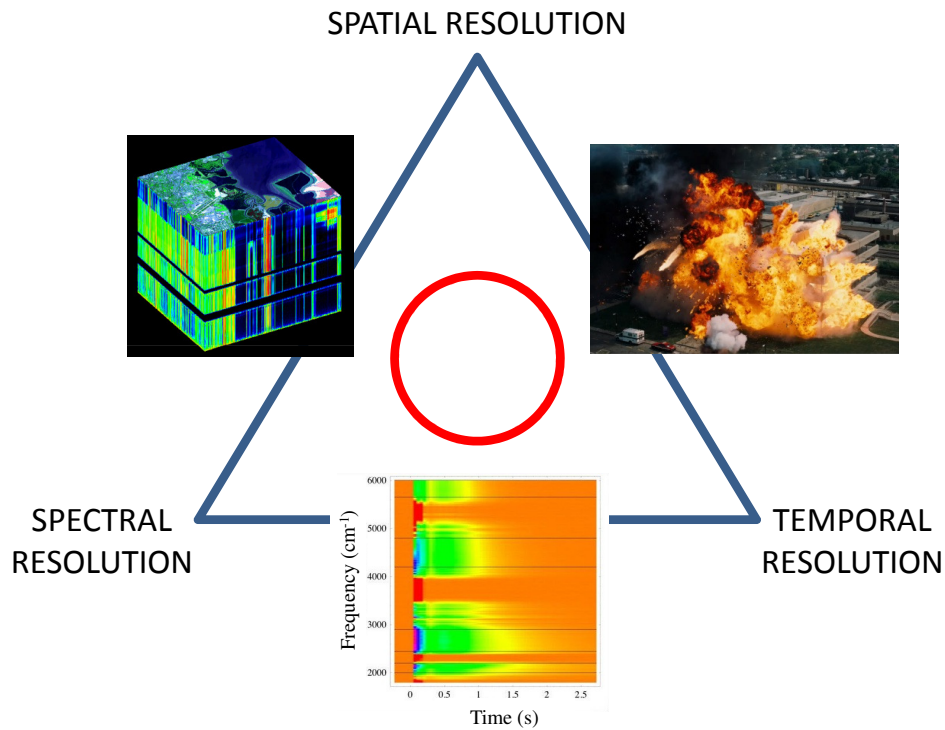 SPATIAL RESOLUTION
SPECTRAL
RESOLUTION
TEMPORAL
RESOLUTION
Frequency (cm⁻¹)
6000
5000
4000
3000
2000
0 0.5 1 1.5 2 2.5
Time (s)